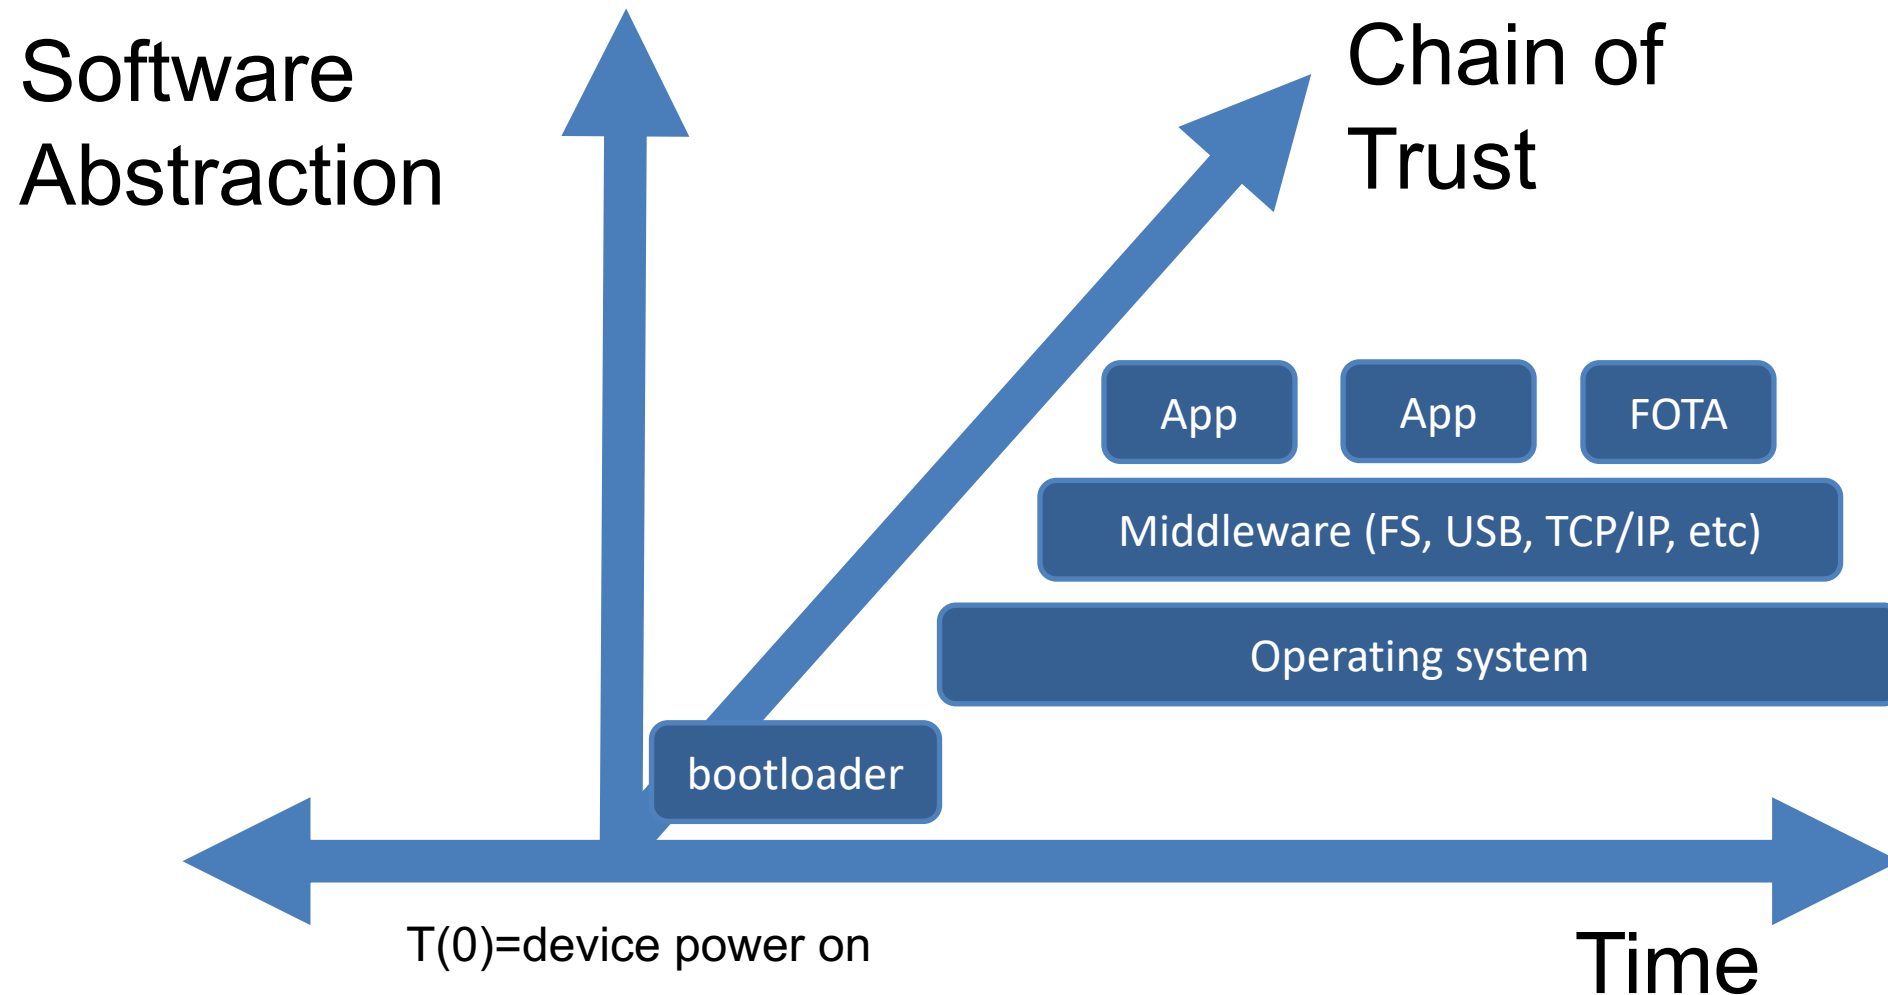 Software
Abstraction
Chain of
Trust
App
App
FOTA
Middleware (FS, USB, TCP/IP, etc)
Operating system
bootloader
T(0)=device power on
Time